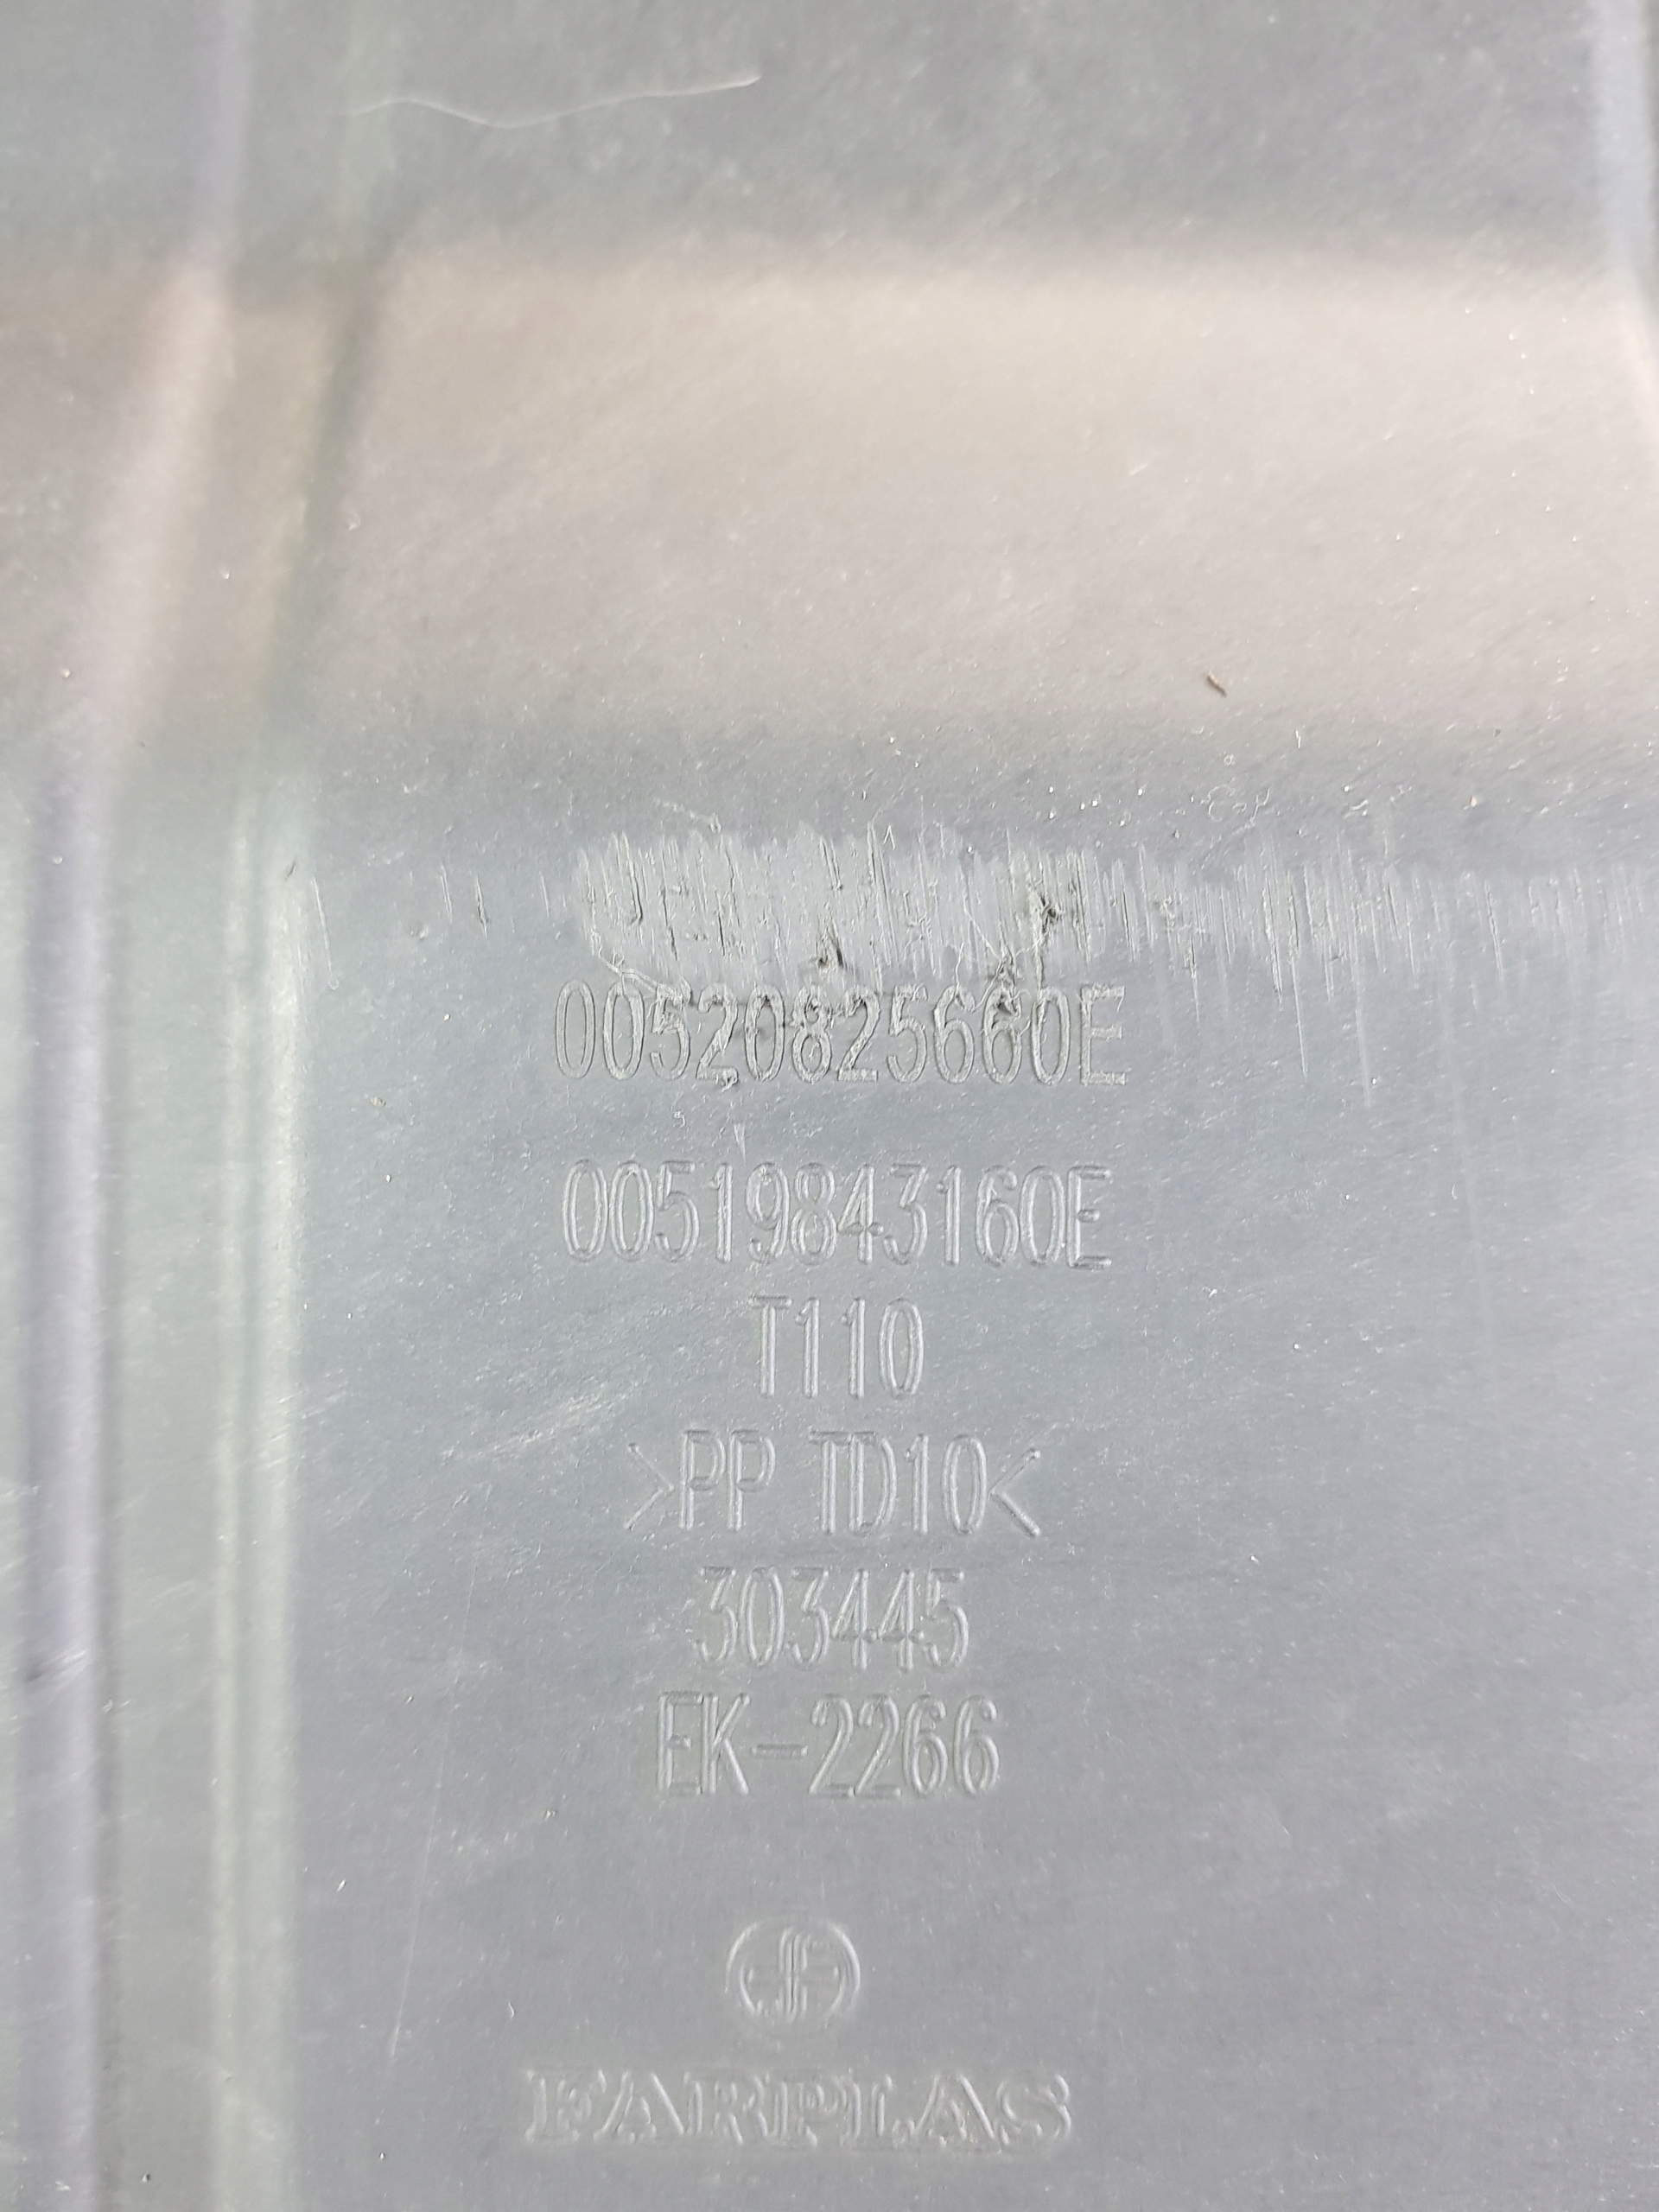 00520825660E
00519843160E
T110
>PP TD10<
303445
EK-2266
FARPLAS